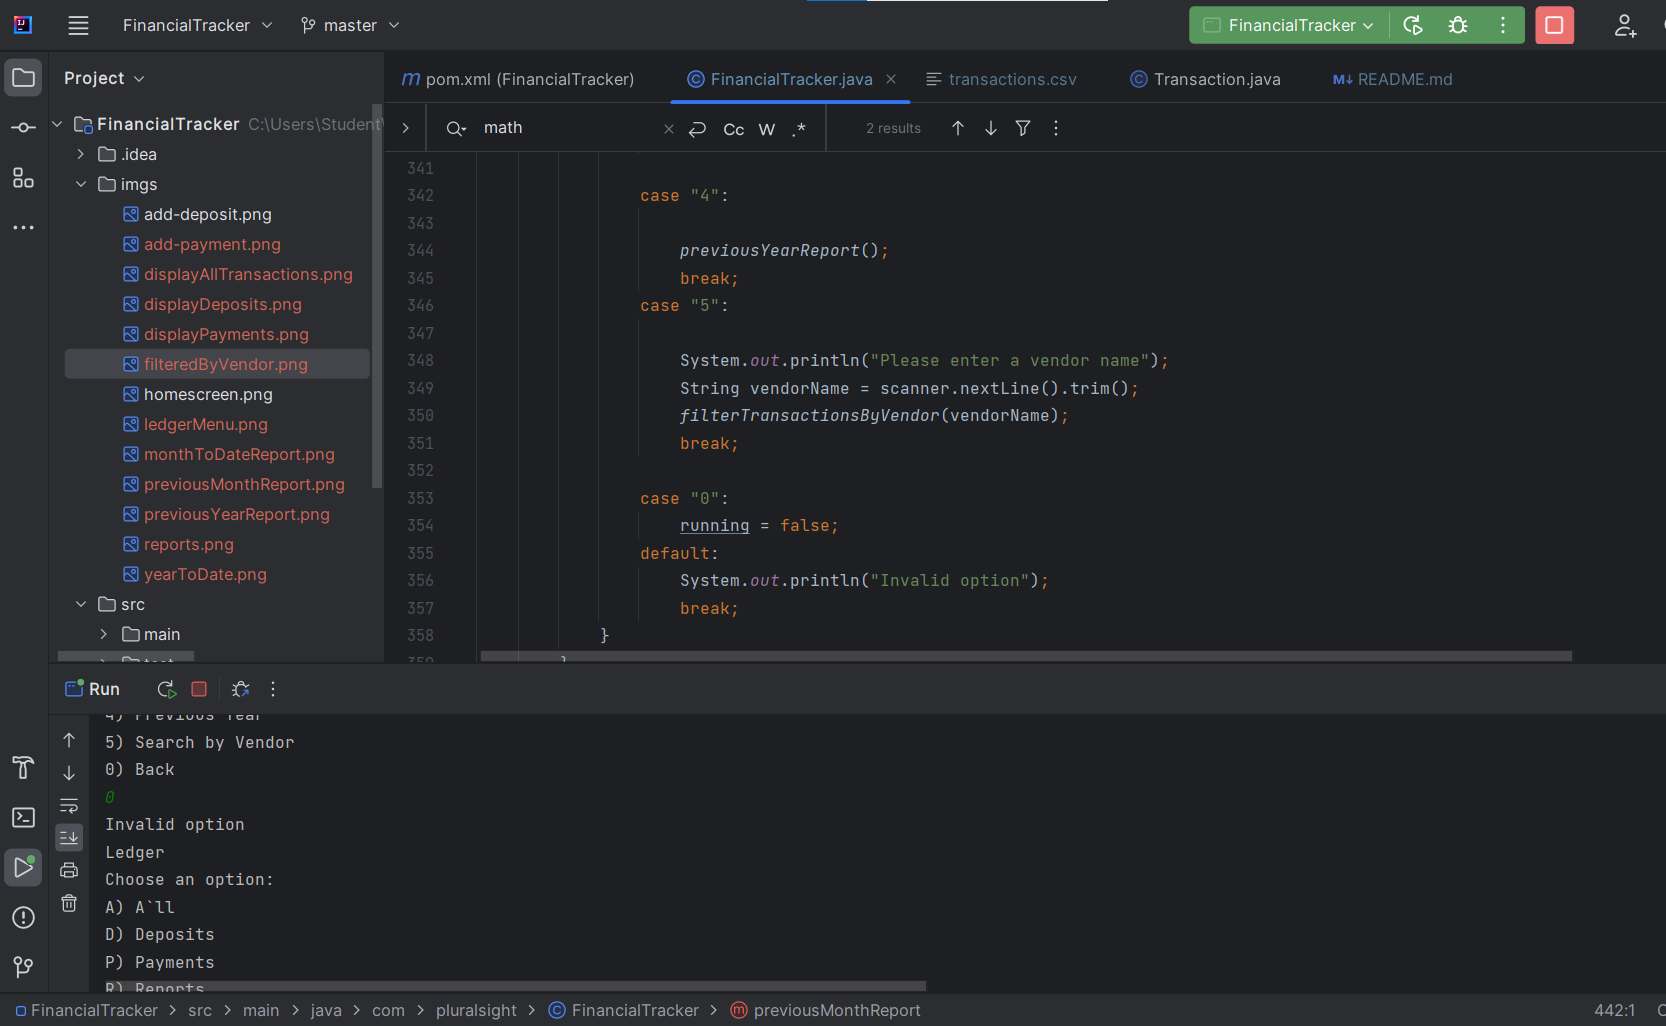 FinancialTracker
master
FinancialTracker
Project
pom.xml (FinancialTracker)
FinancialTracker.java
transactions.csv
Transaction.java
README.md
FinancialTracker C:\Users\Student\
math
Cc
W
.*
2 results
.idea
imgs
add-deposit.png
add-payment.png
displayAllTransactions.png
displayDeposits.png
displayPayments.png
filteredByVendor.png
homescreen.png
ledgerMenu.png
monthToDateReport.png
previousMonthReport.png
previousYearReport.png
reports.png
yearToDate.png
src
main
test
341
342 case "4":
343
344 previousYearReport();
345 break;
346 case "5":
347
348 System.out.println("Please enter a vendor name");
349 String vendorName = scanner.nextLine().trim();
350 filterTransactionsByVendor(vendorName);
351 break;
352
353 case "0":
354 running = false;
355 default:
356 System.out.println("Invalid option");
357 break;
358 }
359 }
Run
4) Previous Year
5) Search by Vendor
0) Back
0
Invalid option
Ledger
Choose an option:
A) A`ll
D) Deposits
P) Payments
R) Reports
FinancialTracker > src > main > java > com > pluralsight > FinancialTracker > previousMonthReport
442:1